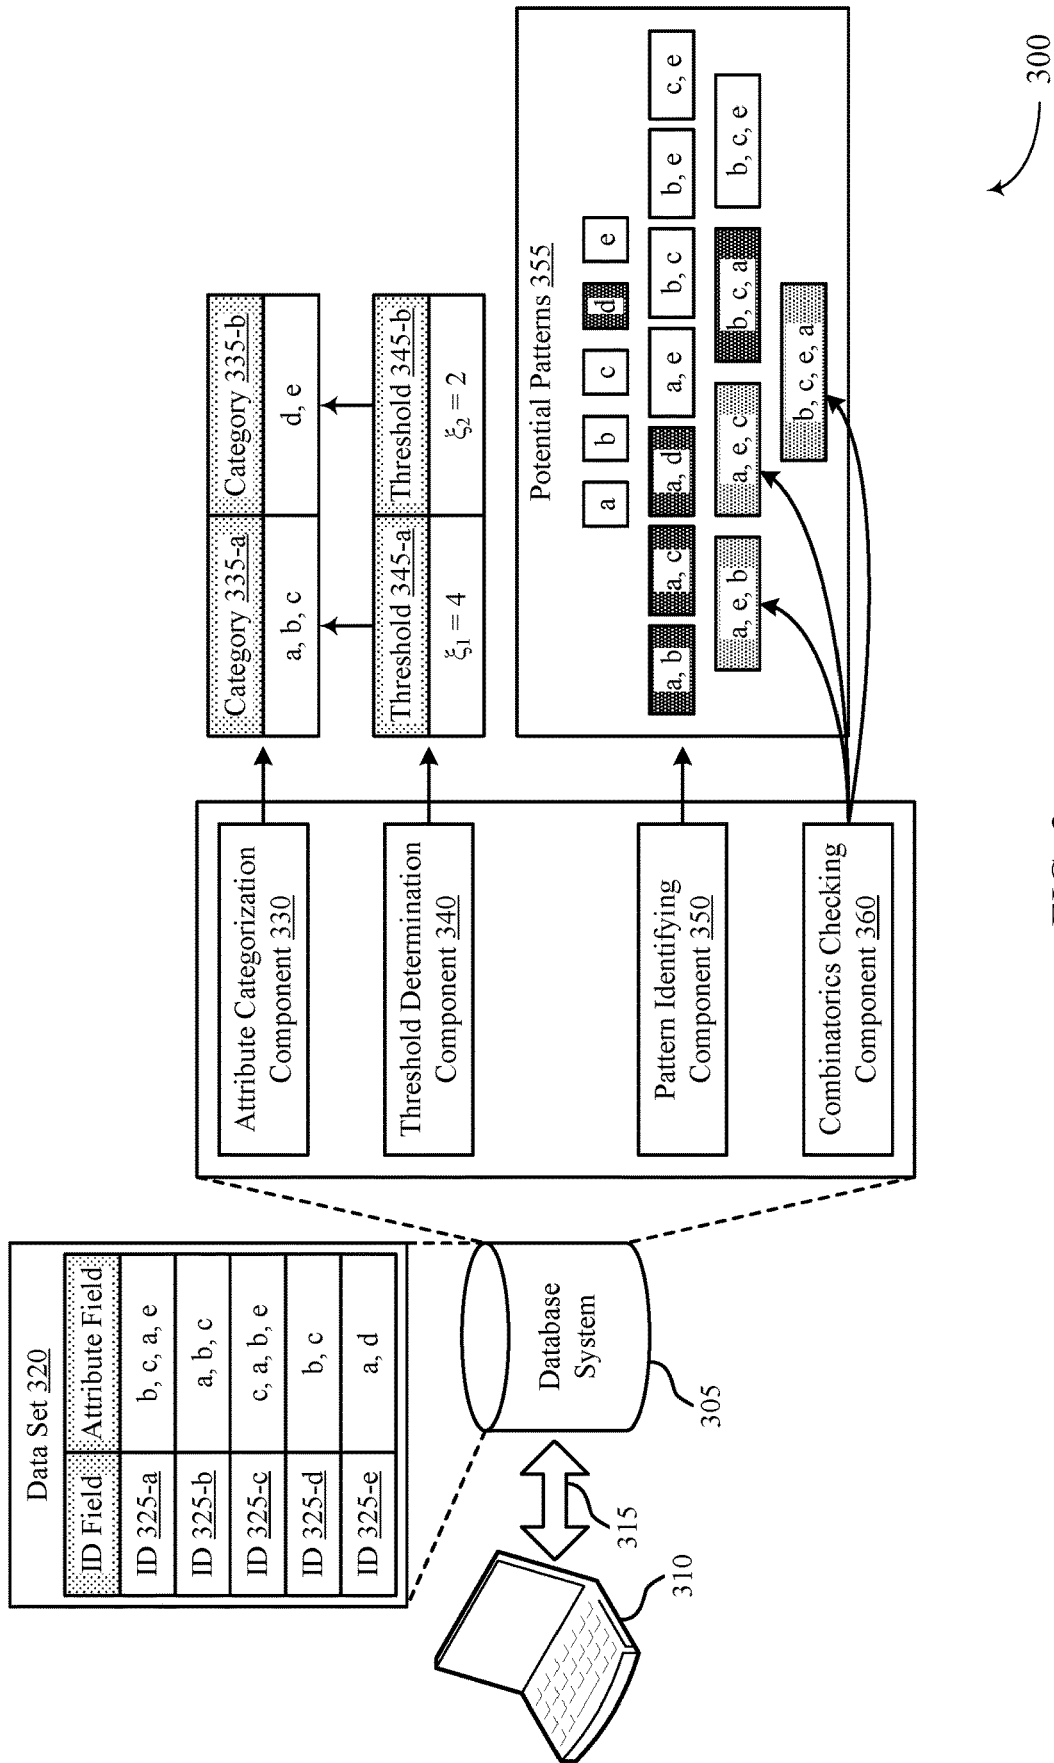 Data Set 320
ID Field Attribute Field
ID 325-a b, c, a, e
ID 325-b a, b, c
ID 325-c c, a, b, e
ID 325-d b, c
ID 325-e a, d
310
315
Database
System
305
Attribute Categorization
Component 330
Threshold Determination
Component 340
Pattern Identifying
Component 350
Combinatorics Checking
Component 360
Category 335-a Category 335-b
a, b, c d, e
Threshold 345-a Threshold 345-b
ξ1 = 4 ξ2 = 2
Potential Patterns 355
a b c d e
a, b a, c a, d a, e b, c b, e c, e
a, e, b a, e, c b, c, a b, c, e
b, c, e, a
300